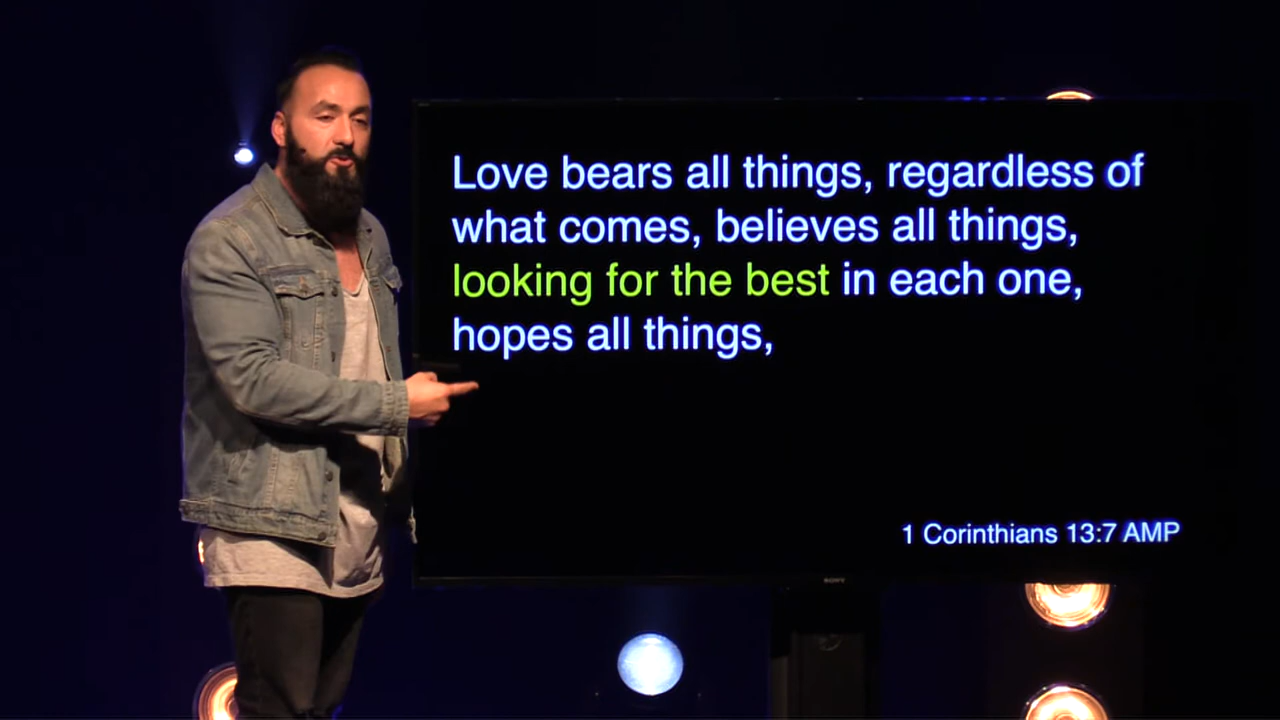 Love bears all things, regardless of
what comes, believes all things,
looking for the best in each one,
hopes all things,
1 Corinthians 13:7 AMP
SONY